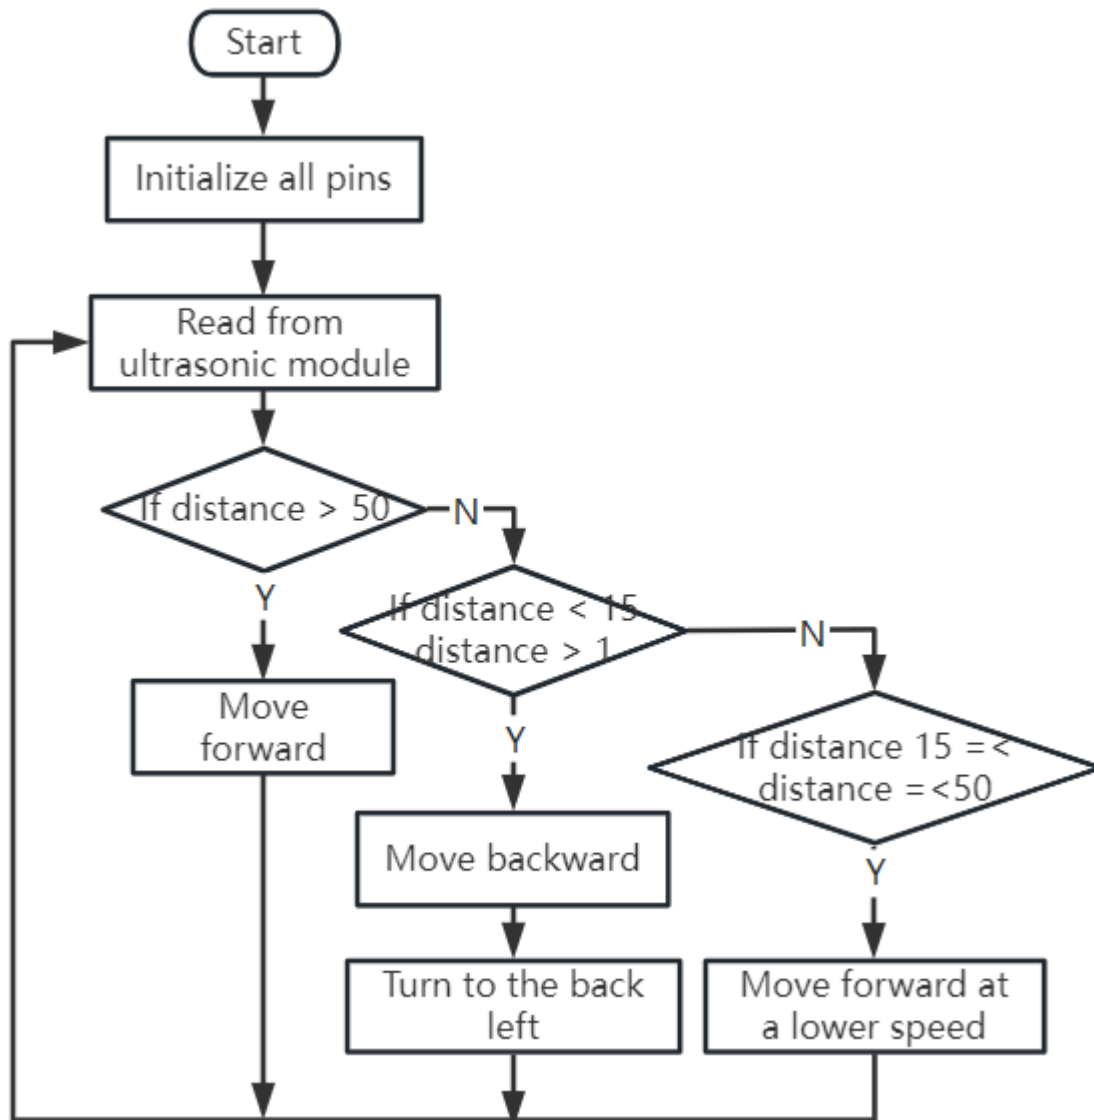 Start
Initialize all pins
Read from
ultrasonic module
If distance > 50
N
Y
If distance < 15
distance > 1
N
Move
forward
Y
If distance 15 =<
distance =<50
Move backward
Y
Turn to the back
left
Move forward at
a lower speed